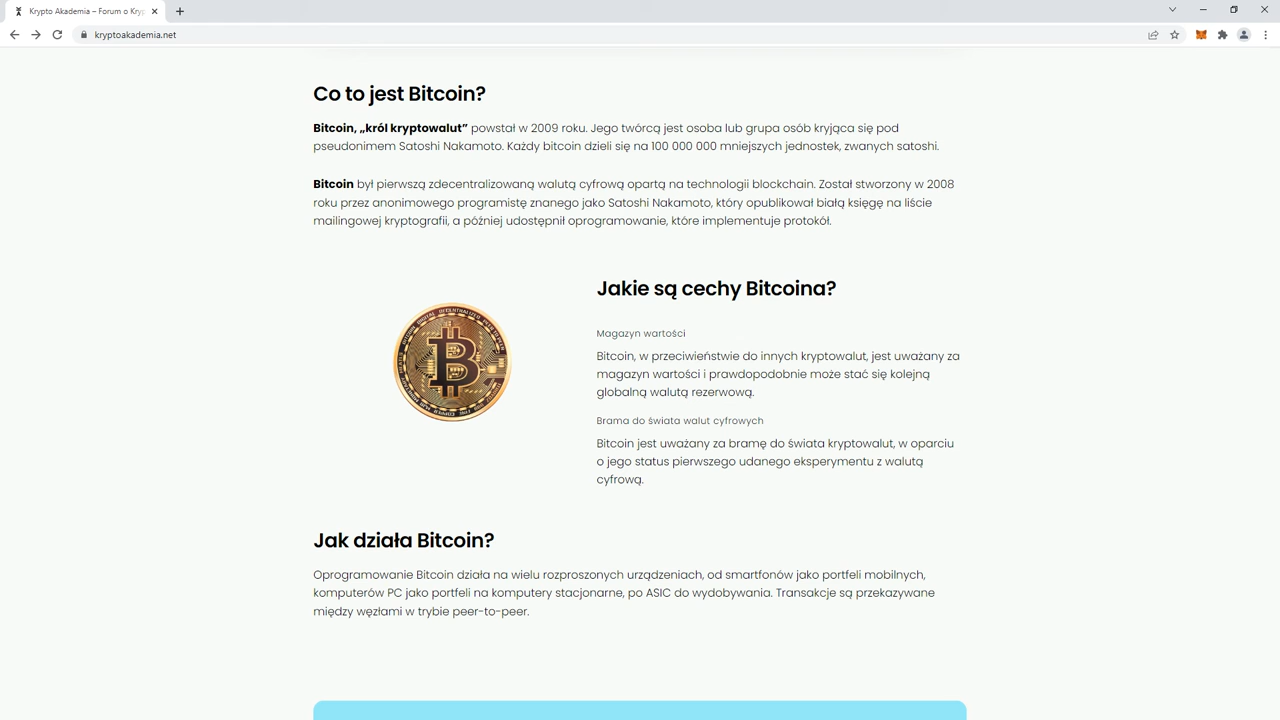 Krypto Akademia – Forum o Kryp
kryptoakademia.net
Co to jest Bitcoin?
Bitcoin, „król kryptowalut” powstał w 2009 roku. Jego twórcą jest osoba lub grupa osób kryjąca się pod
pseudonimem Satoshi Nakamoto. Każdy bitcoin dzieli się na 100 000 000 mniejszych jednostek, zwanych satoshi.
Bitcoin był pierwszą zdecentralizowaną walutą cyfrową opartą na technologii blockchain. Został stworzony w 2008
roku przez anonimowego programistę znanego jako Satoshi Nakamoto, który opublikował białą księgę na liście
mailingowej kryptografii, a później udostępnił oprogramowanie, które implementuje protokół.
Jakie są cechy Bitcoina?
Magazyn wartości
Bitcoin, w przeciwieństwie do innych kryptowalut, jest uważany za
magazyn wartości i prawdopodobnie może stać się kolejną
globalną walutą rezerwową.
Brama do świata walut cyfrowych
Bitcoin jest uważany za bramę do świata kryptowalut, w oparciu
o jego status pierwszego udanego eksperymentu z walutą
cyfrową.
Jak działa Bitcoin?
Oprogramowanie Bitcoin działa na wielu rozproszonych urządzeniach, od smartfonów jako portfeli mobilnych,
komputerów PC jako portfeli na komputery stacjonarne, po ASIC do wydobywania. Transakcje są przekazywane
między węzłami w trybie peer-to-peer.